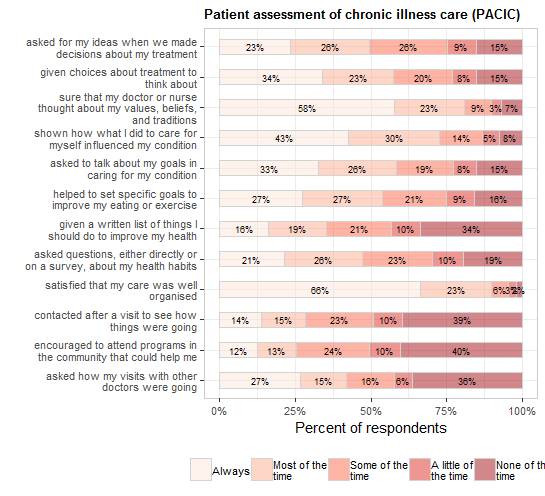 Patient assessment of chronic illness care (PACIC)
asked for my ideas when we made
decisions about my treatment
23% 26% 26% 9% 15%
given choices about treatment to
think about
34% 23% 20% 8% 15%
sure that my doctor or nurse
thought about my values, beliefs,
and traditions
58% 23% 9% 3% 7%
shown how what I did to care for
myself influenced my condition
43% 30% 14% 5% 8%
asked to talk about my goals in
caring for my condition
33% 26% 19% 8% 15%
helped to set specific goals to
improve my eating or exercise
27% 27% 21% 9% 16%
given a written list of things I
should do to improve my health
16% 19% 21% 10% 34%
asked questions, either directly or
on a survey, about my health habits
21% 26% 23% 10% 19%
satisfied that my care was well
organised
66% 23% 6%
contacted after a visit to see how
things were going
14% 15% 23% 10% 39%
encouraged to attend programs in
the community that could help me
12% 13% 24% 10% 40%
asked how my visits with other
doctors were going
27% 15% 16% 6% 36%
0% 25% 50% 75% 100%
Percent of respondents
Always
Most of the
time
Some of the
time
A little of
the time
None of the
time